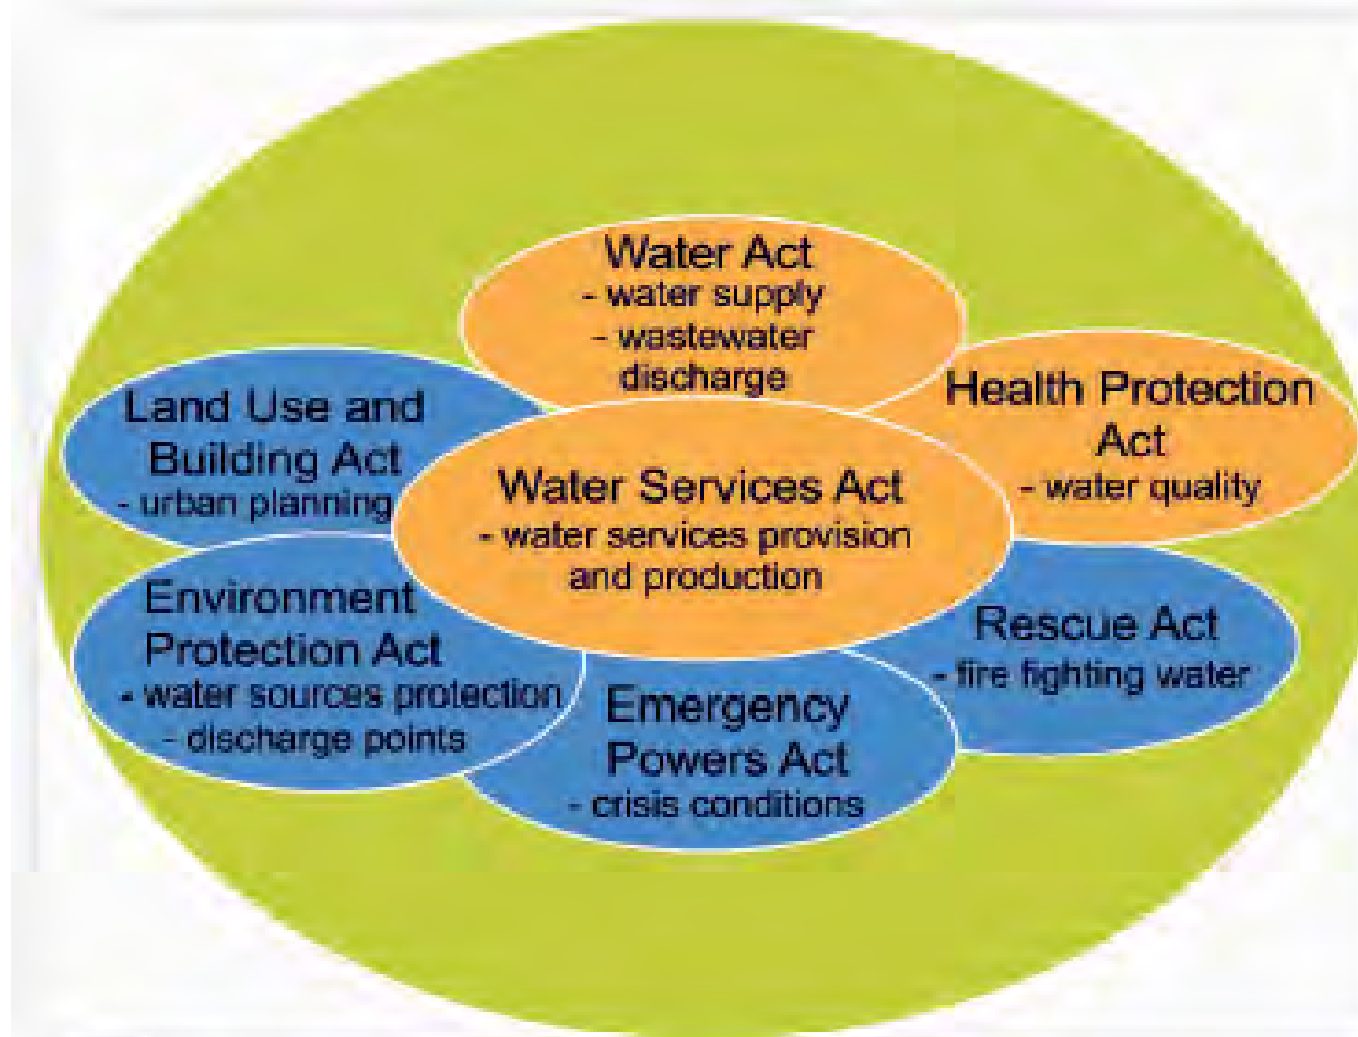 Water Act
- water supply
- wastewater
discharge
Land Use and
Building Act
- urban planning
Health Protection
Act
- water quality
Water Services Act
- water services provision
and production
Environment
Protection Act
- water sources protection
- discharge points
Rescue Act
- fire fighting water
Emergency
Powers Act
- crisis conditions